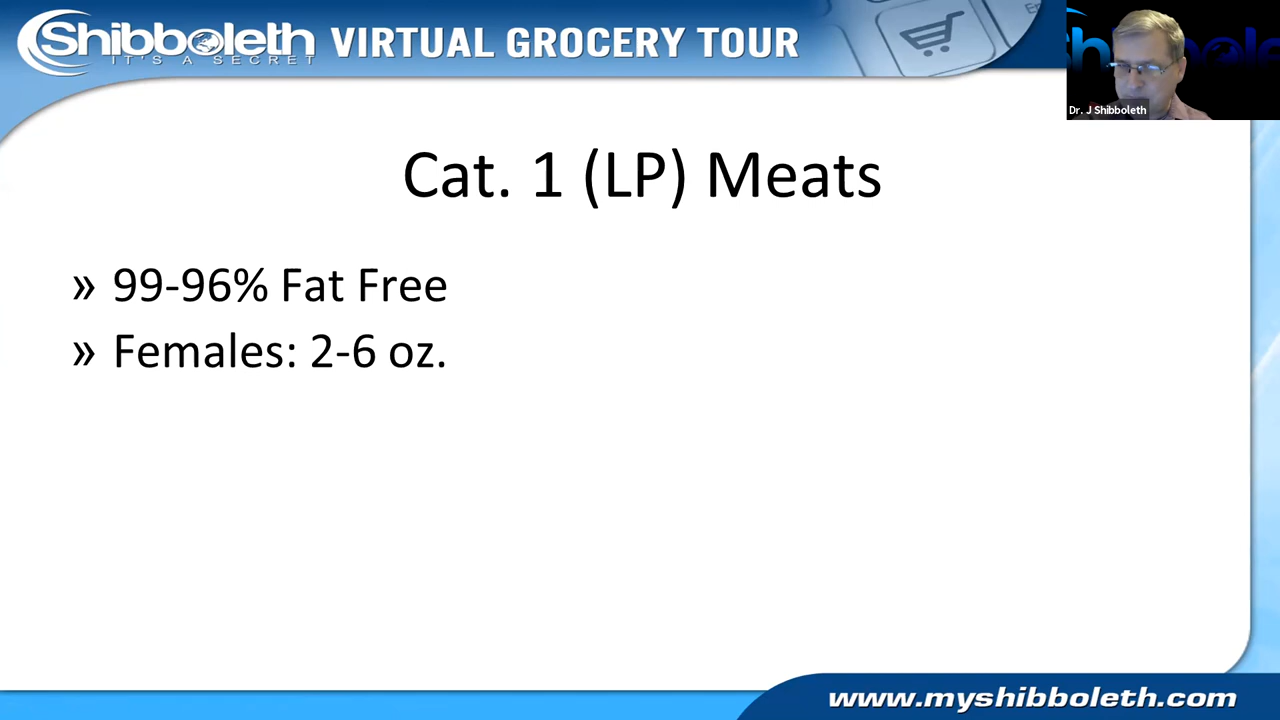 Shibboleth VIRTUAL GROCERY TOUR
IT'S A SECRET
Dr. J Shibboleth
Cat. 1 (LP) Meats
» 99-96% Fat Free
» Females: 2-6 oz.
www.myshibboleth.com